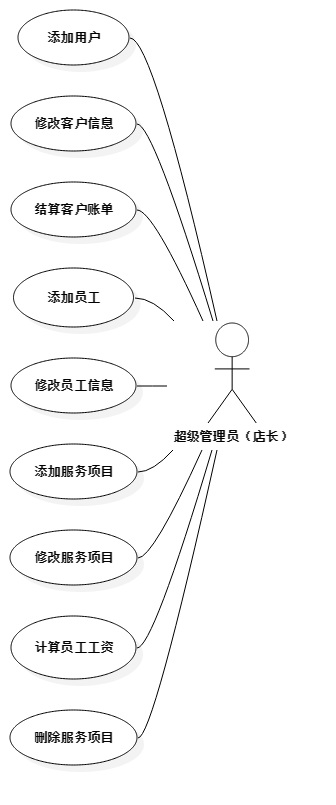 添加用户
修改客户信息
结算客户账单
添加员工
修改员工信息
超级管理员（店长）
添加服务项目
修改服务项目
计算员工工资
删除服务项目